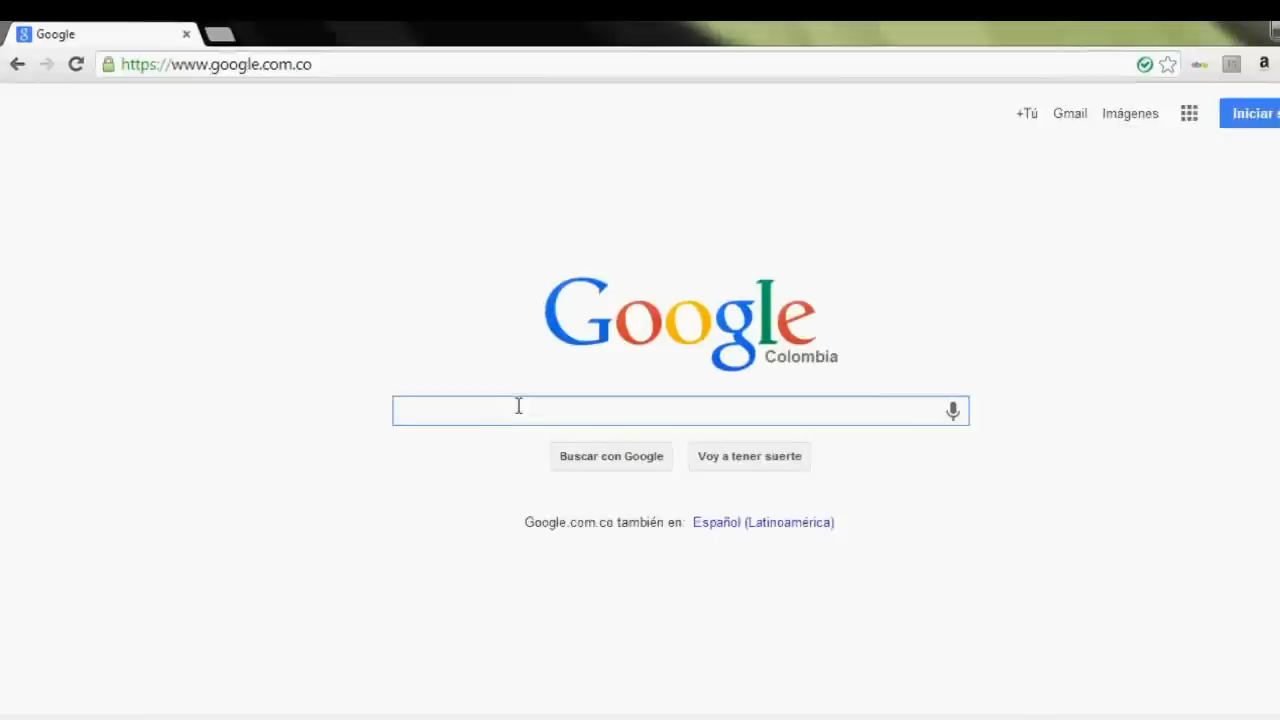 Google
https://www.google.com.co
+Tú Gmail Imágenes
Iniciar
Google
Colombia
Buscar con Google Voy a tener suerte
Google.com.co también en: Español (Latinoamérica)